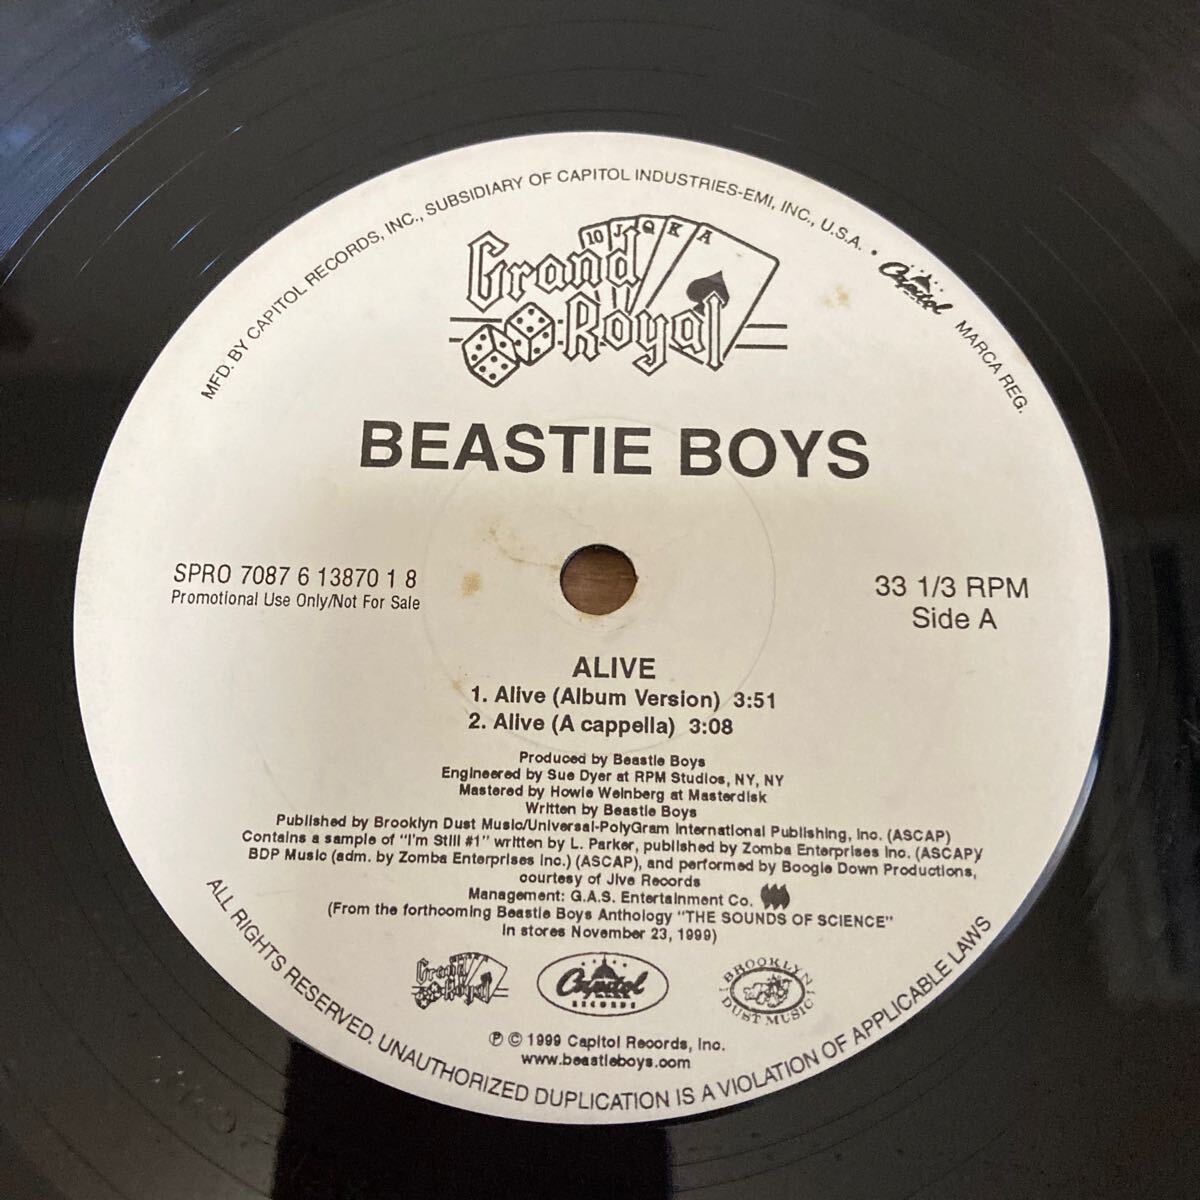 MFD. BY CAPITOL RECORDS, INC., SUBSIDIARY OF CAPITOL INDUSTRIES-EMI, INC., U.S.A. • Capitol MARCA REG.
10 J Q K A
Grand
Royal
BEASTIE BOYS
SPRO 7087 6 13870 1 8
Promotional Use Only/Not For Sale
33 1/3 RPM
Side A
ALIVE
1. Alive (Album Version) 3:51
2. Alive (A cappella) 3:08
Produced by Beastie Boys
Engineered by Sue Dyer at RPM Studios, NY, NY
Mastered by Howie Weinberg at Masterdisk
Written by Beastie Boys
Published by Brooklyn Dust Music/Universal-PolyGram International Publishing, Inc. (ASCAP)
Contains a sample of "I'm Still #1" written by L. Parker, published by Zomba Enterprises Inc. (ASCAP)/
BDP Music (adm. by Zomba Enterprises Inc.) (ASCAP), and performed by Boogie Down Productions,
courtesy of Jive Records
Management: G.A.S. Entertainment Co.
(From the forthcoming Beastie Boys Anthology "THE SOUNDS OF SCIENCE"
In stores November 23, 1999)
Grand
Royal
Capitol
RECORDS
BROOKLYN
DUST MUSIC
℗ © 1999 Capitol Records, Inc.
www.beastieboys.com
ALL RIGHTS RESERVED. UNAUTHORIZED DUPLICATION IS A VIOLATION OF APPLICABLE LAWS